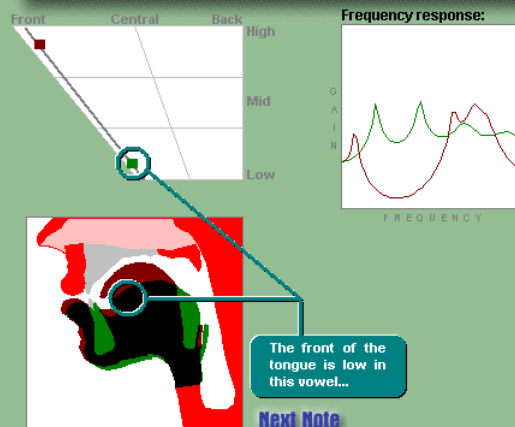 Front Central Back
High
Mid
Low
Frequency response:
GAIN
FREQUENCY
The front of the
tongue is low in
this vowel...
Next Note